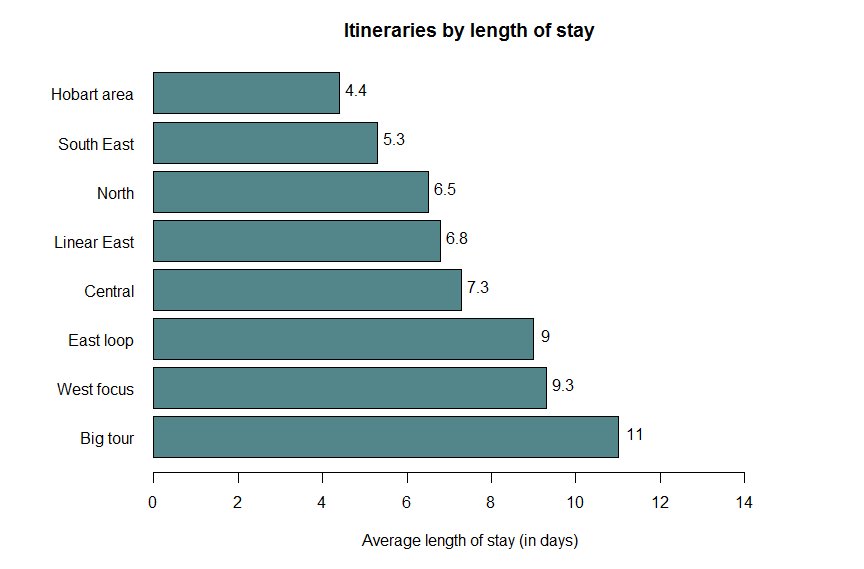 Itineraries by length of stay
Hobart area 4.4
South East 5.3
North 6.5
Linear East 6.8
Central 7.3
East loop 9
West focus 9.3
Big tour 11
0 2 4 6 8 10 12 14
Average length of stay (in days)